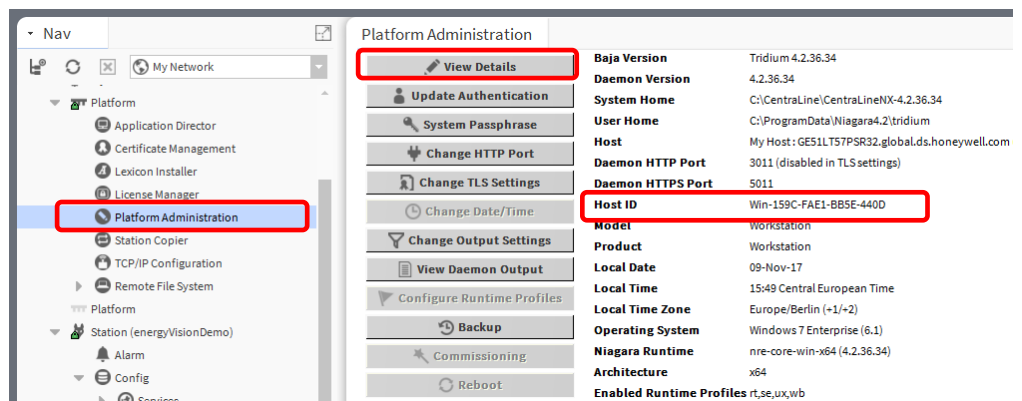 Nav
My Network
Platform
Application Director
Certificate Management
Lexicon Installer
License Manager
Platform Administration
Station Copier
TCP/IP Configuration
Remote File System
Platform
Station (energyVisionDemo)
Alarm
Config
Services
Platform Administration
View Details
Update Authentication
System Passphrase
Change HTTP Port
Change TLS Settings
Change Date/Time
Change Output Settings
View Daemon Output
Configure Runtime Profiles
Backup
Commissioning
Reboot
Baja Version Tridium 4.2.36.34
Daemon Version 4.2.36.34
System Home C:\CentraLine\CentraLineNX-4.2.36.34
User Home C:\ProgramData\Niagara4.2\tridium
Host My Host : GE51LT57PSR32.global.ds.honeywell.com
Daemon HTTP Port 3011 (disabled in TLS settings)
Daemon HTTPS Port 5011
Host ID Win-159C-FAE1-BB5E-440D
Model Workstation
Product Workstation
Local Date 09-Nov-17
Local Time 15:49 Central European Time
Local Time Zone Europe/Berlin (+1/+2)
Operating System Windows 7 Enterprise (6.1)
Niagara Runtime nre-core-win-x64 (4.2.36.34)
Architecture x64
Enabled Runtime Profiles rt,se,ux,wb